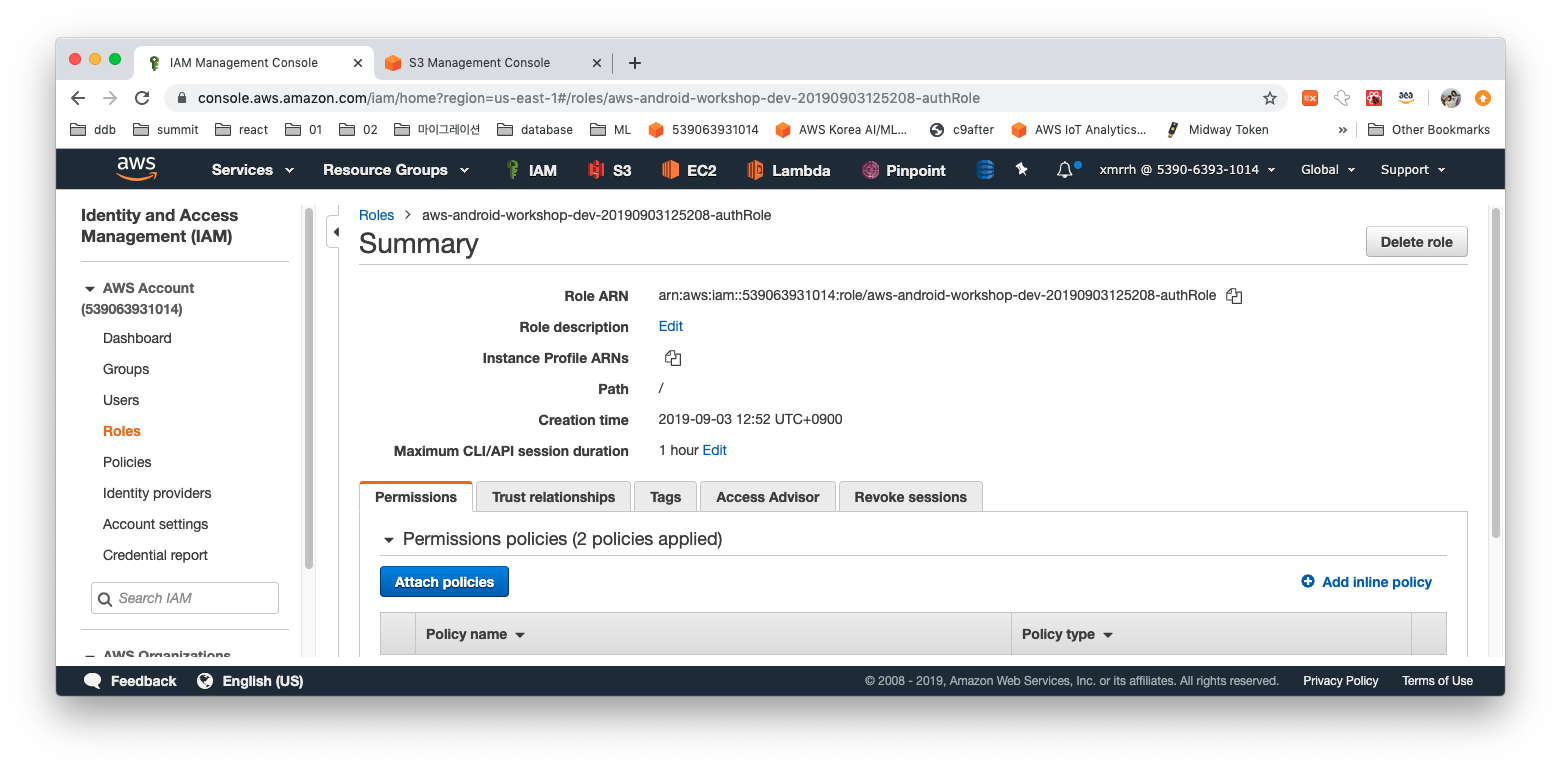 IAM Management Console
S3 Management Console
console.aws.amazon.com/iam/home?region=us-east-1#/roles/aws-android-workshop-dev-20190903125208-authRole
EX
ddb summit react 01 02 마이그레이션 database ML 539063931014 AWS Korea AI/ML... c9after AWS IoT Analytics... Midway Token » Other Bookmarks
aws Services Resource Groups IAM S3 EC2 Lambda Pinpoint xmrrh @ 5390-6393-1014 Global Support
Identity and Access
Management (IAM)
AWS Account
(539063931014)
Dashboard
Groups
Users
Roles
Policies
Identity providers
Account settings
Credential report
Search IAM
AWS Organizations
Roles > aws-android-workshop-dev-20190903125208-authRole
Summary
Delete role
Role ARN arn:aws:iam::539063931014:role/aws-android-workshop-dev-20190903125208-authRole
Role description Edit
Instance Profile ARNs
Path /
Creation time 2019-09-03 12:52 UTC+0900
Maximum CLI/API session duration 1 hour Edit
Permissions Trust relationships Tags Access Advisor Revoke sessions
Permissions policies (2 policies applied)
Attach policies
Add inline policy
Policy name Policy type
Feedback English (US) © 2008 - 2019, Amazon Web Services, Inc. or its affiliates. All rights reserved. Privacy Policy Terms of Use